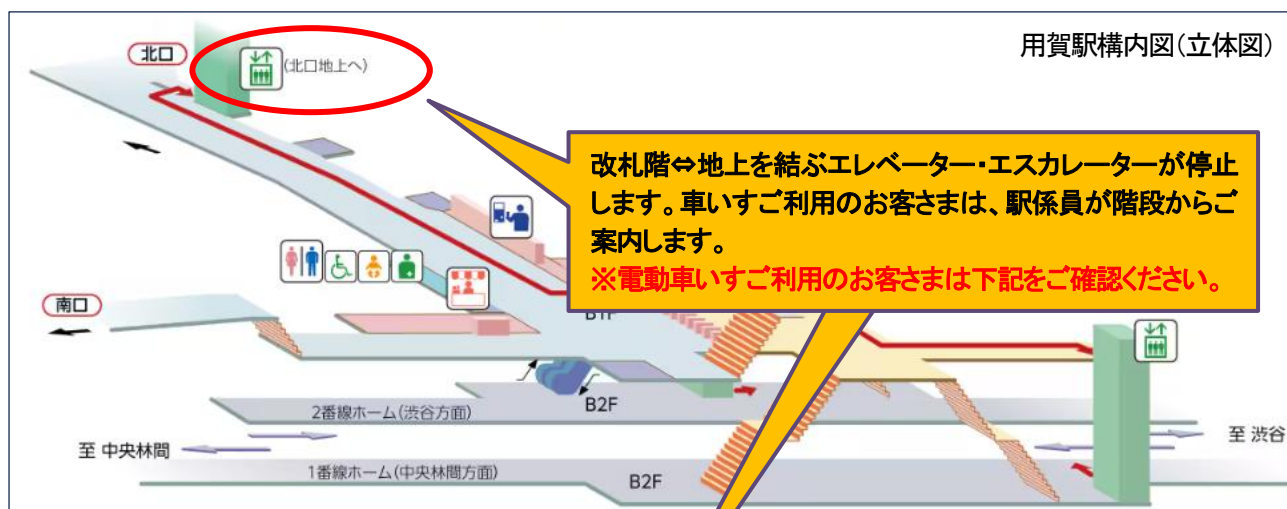 用賀駅構内図(立体図)
北口
(北口地上へ)
改札階⇔地上を結ぶエレベーター・エスカレーターが停止
します。車いすご利用のお客さまは、駅係員が階段からご
案内します。
※電動車いすご利用のお客さまは下記をご確認ください。
南口
B1F
B2F
2番線ホーム(渋谷方面)
至 中央林間
至 渋谷
1番線ホーム(中央林間方面)
B2F